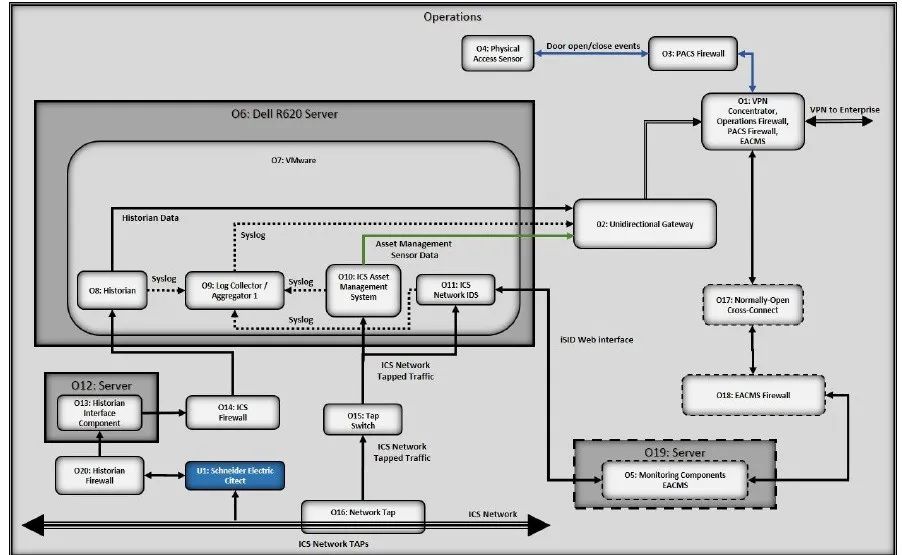 Operations
O4: Physical
Access Sensor
Door open/close events
O3: PACS Firewall
O1: VPN
Concentrator,
Operations Firewall,
PACS Firewall,
EACMS
VPN to Enterprise
O6: Dell R620 Server
O7: VMware
Historian Data
Syslog
Asset Management
Sensor Data
02: Unidirectional Gateway
O8: Historian
Syslog
O9: Log Collector /
Aggregator 1
Syslog
O10: ICS Asset
Management
System
O11: ICS
Network IDS
Syslog
O17: Normally-Open
Cross-Connect
iSID Web interface
ICS Network
Tapped Traffic
O12: Server
O13: Historian
Interface
Component
O14: ICS
Firewall
O15: Tap
Switch
O18: EACMS Firewall
ICS Network
Tapped Traffic
O20: Historian
Firewall
U1: Schneider Electric
Citect
O19: Server
O5: Monitoring Components
EACMS
O16: Network Tap
ICS Network
ICS Network TAPs